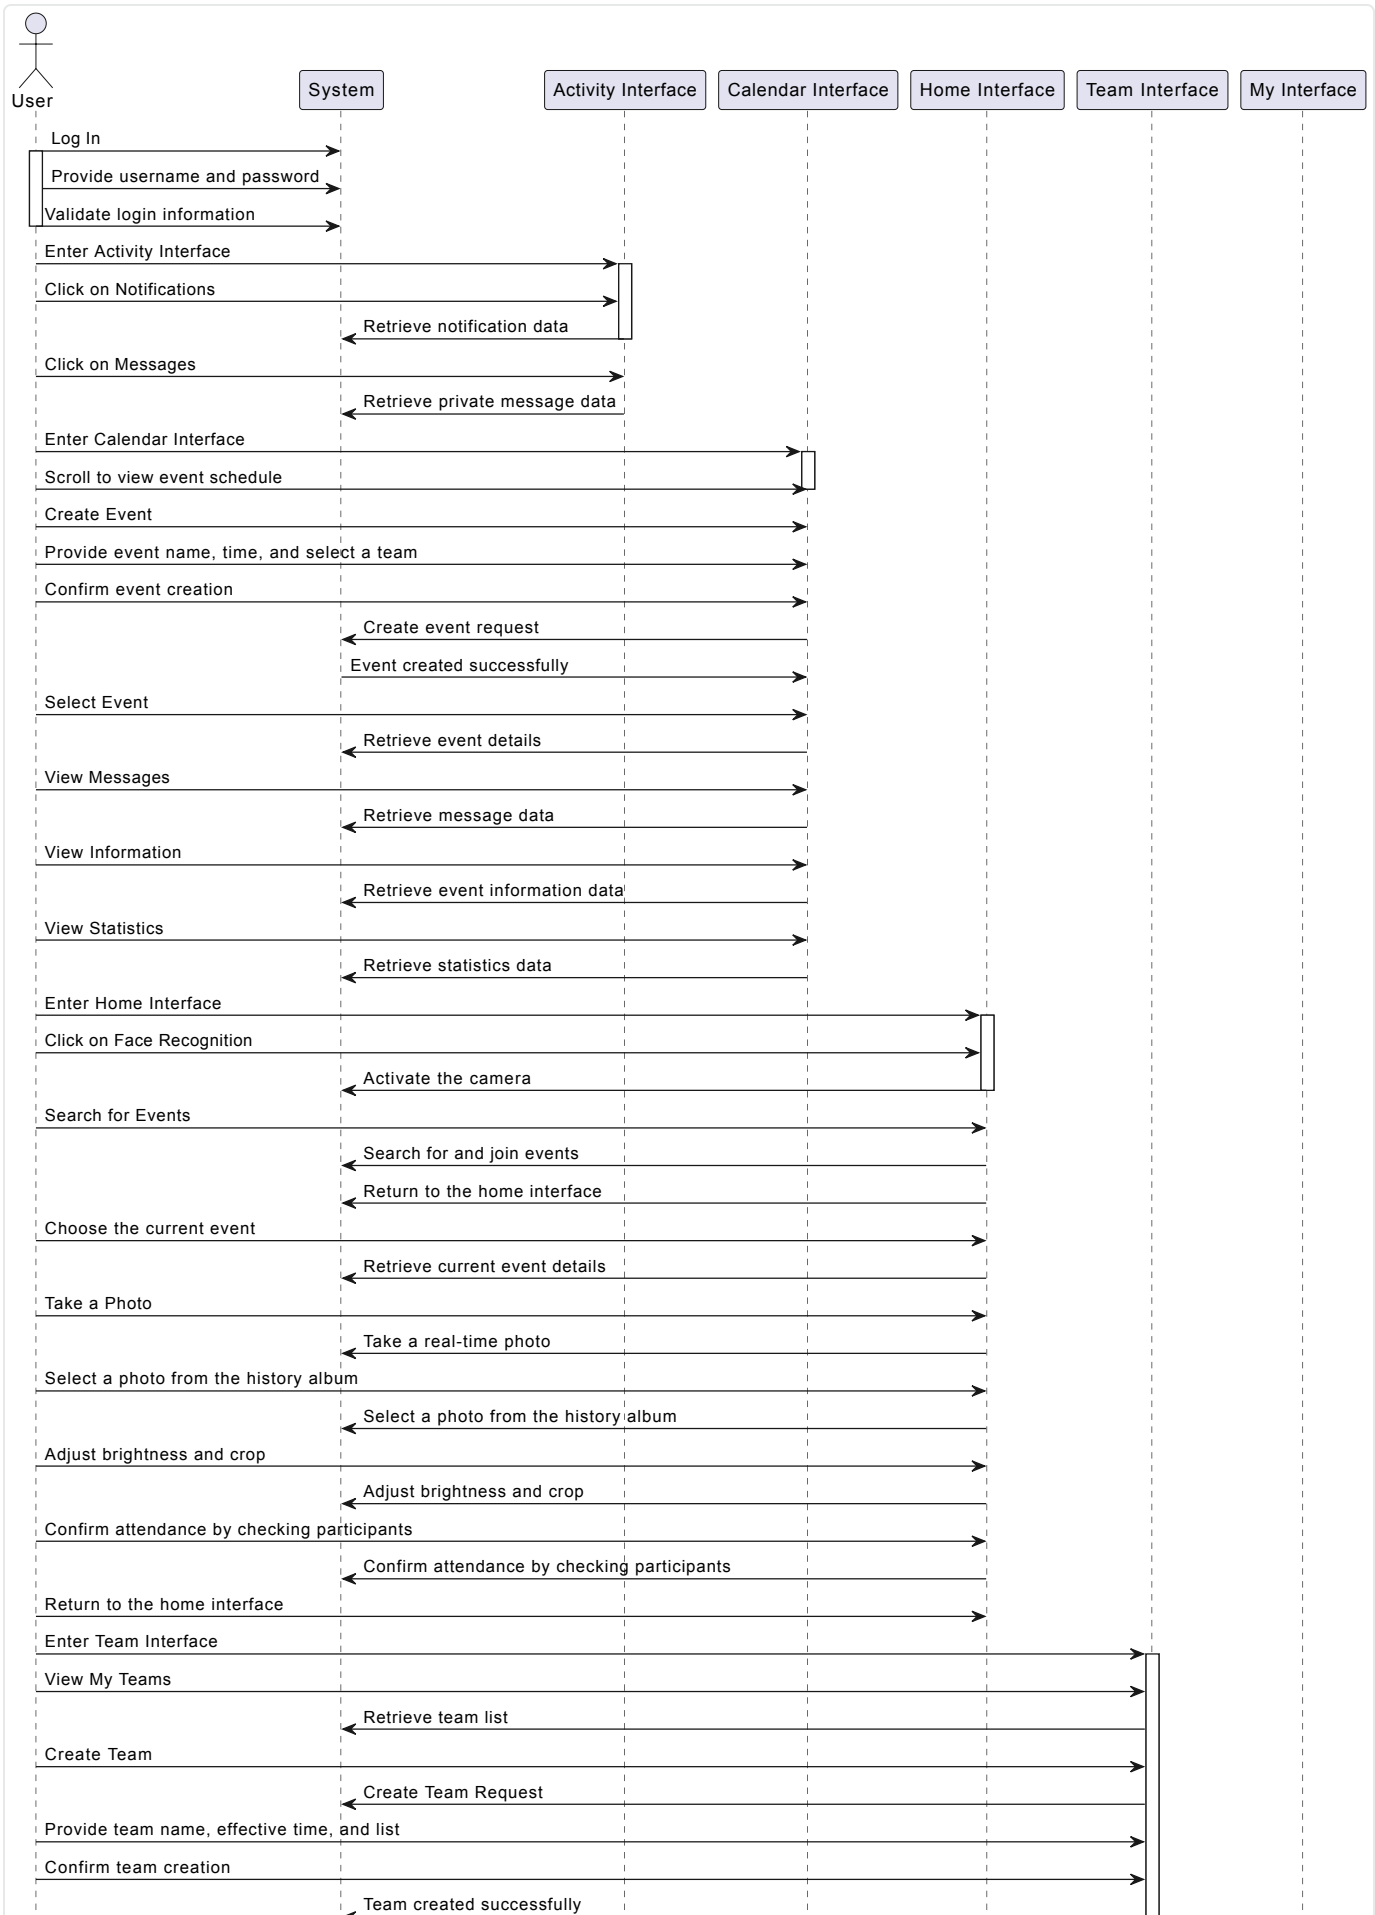 User
System
Activity Interface
Calendar Interface
Home Interface
Team Interface
My Interface
Log In
Provide username and password
Validate login information
Enter Activity Interface
Click on Notifications
Retrieve notification data
Click on Messages
Retrieve private message data
Enter Calendar Interface
Scroll to view event schedule
Create Event
Provide event name, time, and select a team
Confirm event creation
Create event request
Event created successfully
Select Event
Retrieve event details
View Messages
Retrieve message data
View Information
Retrieve event information data
View Statistics
Retrieve statistics data
Enter Home Interface
Click on Face Recognition
Activate the camera
Search for Events
Search for and join events
Return to the home interface
Choose the current event
Retrieve current event details
Take a Photo
Take a real-time photo
Select a photo from the history album
Select a photo from the history album
Adjust brightness and crop
Adjust brightness and crop
Confirm attendance by checking participants
Confirm attendance by checking participants
Return to the home interface
Enter Team Interface
View My Teams
Retrieve team list
Create Team
Create Team Request
Provide team name, effective time, and list
Confirm team creation
Team created successfully